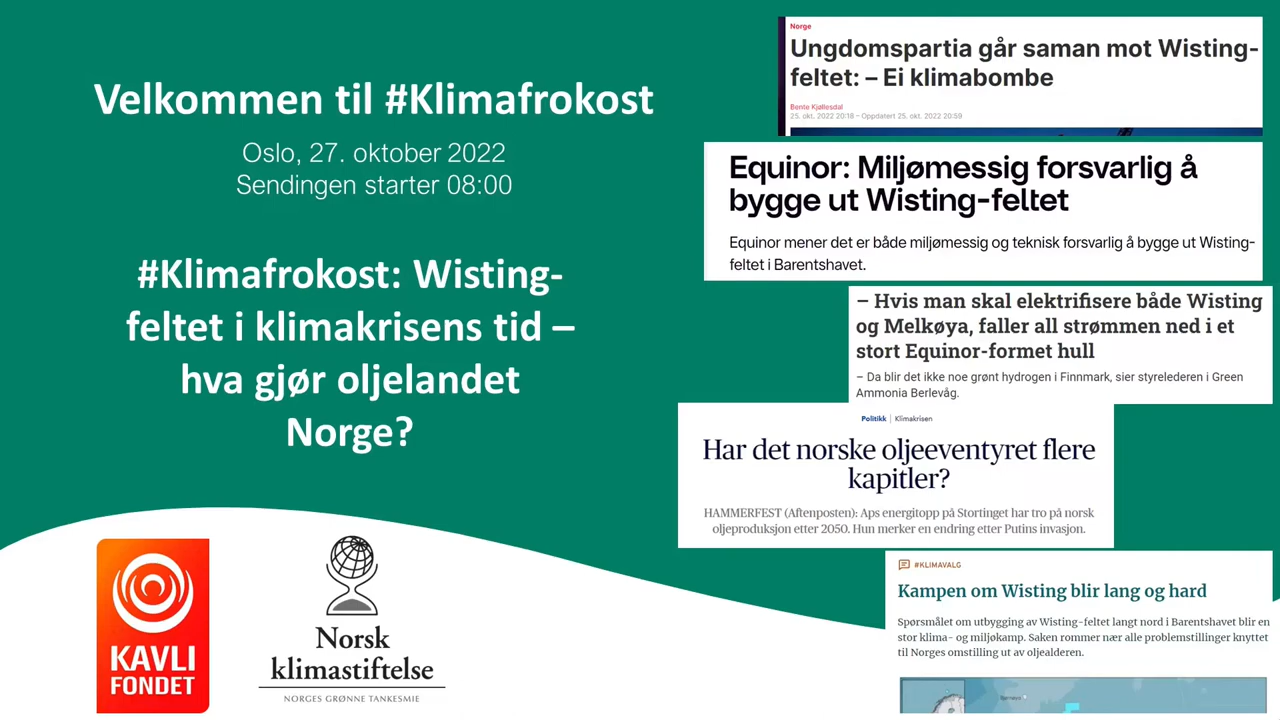 Velkommen til #Klimafrokost
Oslo, 27. oktober 2022
Sendingen starter 08:00
#Klimafrokost: Wisting-
feltet i klimakrisens tid –
hva gjør oljelandet
Norge?
KAVLI
FONDET
Norsk
klimastiftelse
NORGES GRØNNE TANKESMIE
Norge
Ungdomspartia går saman mot Wisting-
feltet: – Ei klimabombe
Bente Kjøllesdal
25. okt. 2022 20:18 – Oppdatert 25. okt. 2022 20:59
Equinor: Miljømessig forsvarlig å
bygge ut Wisting-feltet
Equinor mener det er både miljømessig og teknisk forsvarlig å bygge ut Wisting-
feltet i Barentshavet.
– Hvis man skal elektrifisere både Wisting
og Melkøya, faller all strømmen ned i et
stort Equinor-formet hull
– Da blir det ikke noe grønt hydrogen i Finnmark, sier styrelederen i Green
Ammonia Berlevåg.
Politikk | Klimakrisen
Har det norske oljeeventyret flere
kapitler?
HAMMERFEST (Aftenposten): Aps energitopp på Stortinget har tro på norsk
oljeproduksjon etter 2050. Hun merker en endring etter Putins invasjon.
#KLIMAVALG
Kampen om Wisting blir lang og hard
Spørsmålet om utbygging av Wisting-feltet langt nord i Barentshavet blir en
stor klima- og miljøkamp. Saken rommer nær alle problemstillinger knyttet
til Norges omstilling ut av oljealderen.